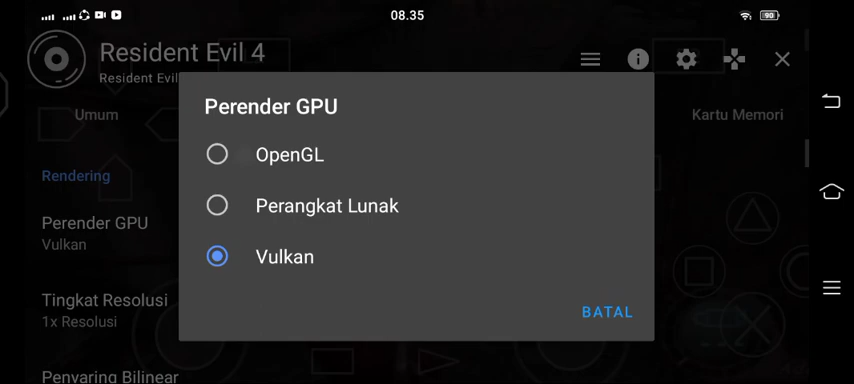 08.35
90
Resident Evil 4
Resident Evil
Umum
Kartu Memori
Perender GPU
OpenGL
Perangkat Lunak
Vulkan
BATAL
Rendering
Perender GPU
Vulkan
Tingkat Resolusi
1x Resolusi
Penyaring Bilinear